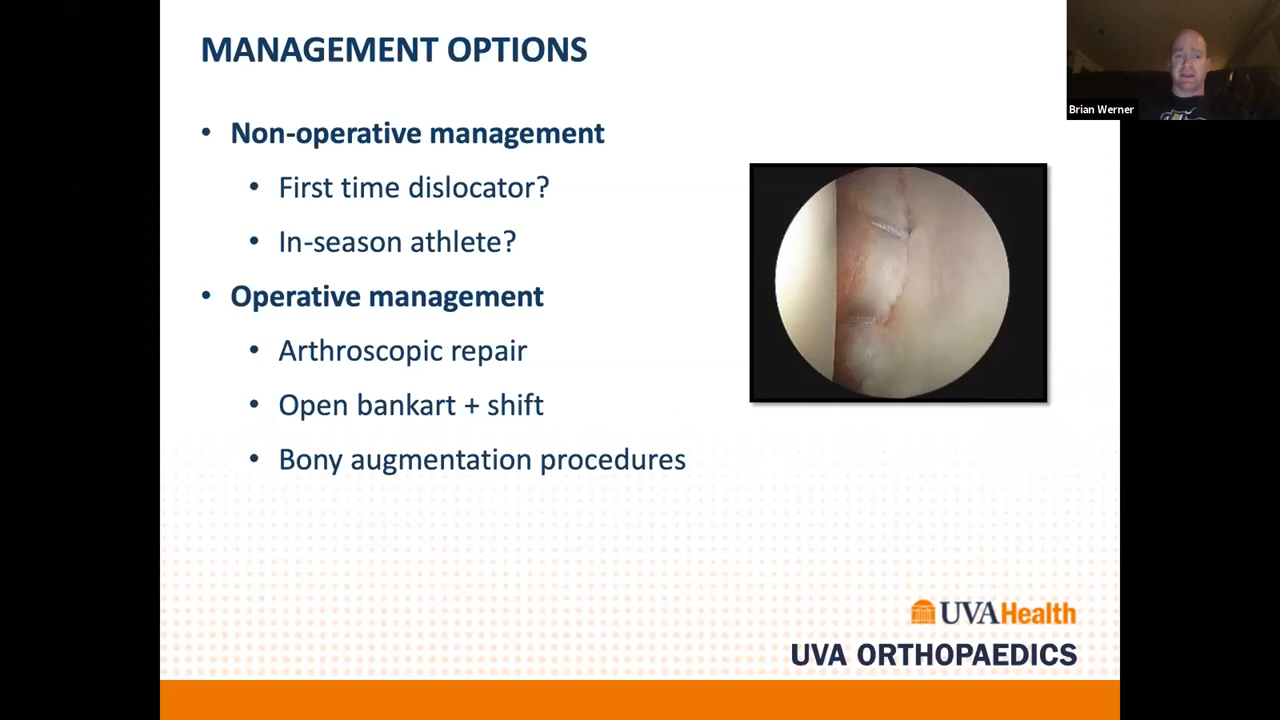 MANAGEMENT OPTIONS
Brian Werner
• Non-operative management
• First time dislocator?
• In-season athlete?
• Operative management
• Arthroscopic repair
• Open bankart + shift
• Bony augmentation procedures
UVAHealth
UVA ORTHOPAEDICS